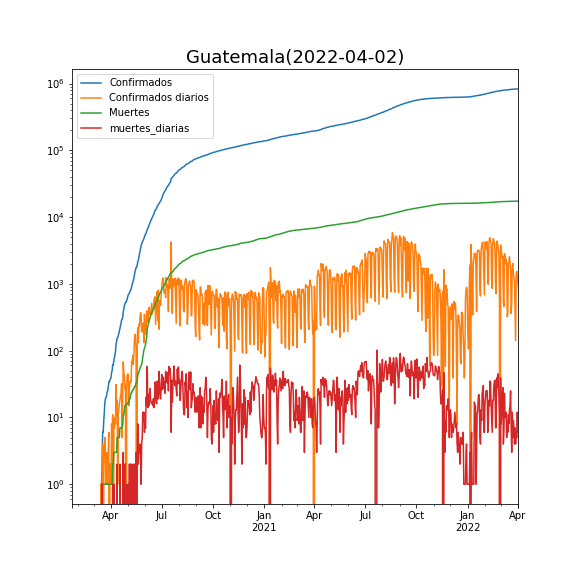 Guatemala(2022-04-02)
Confirmados
Confirmados diarios
Muertes
muertes_diarias
10⁶
10⁵
10⁴
10³
10²
10¹
10⁰
Apr Jul Oct Jan Apr Jul Oct Jan Apr
2021 2022